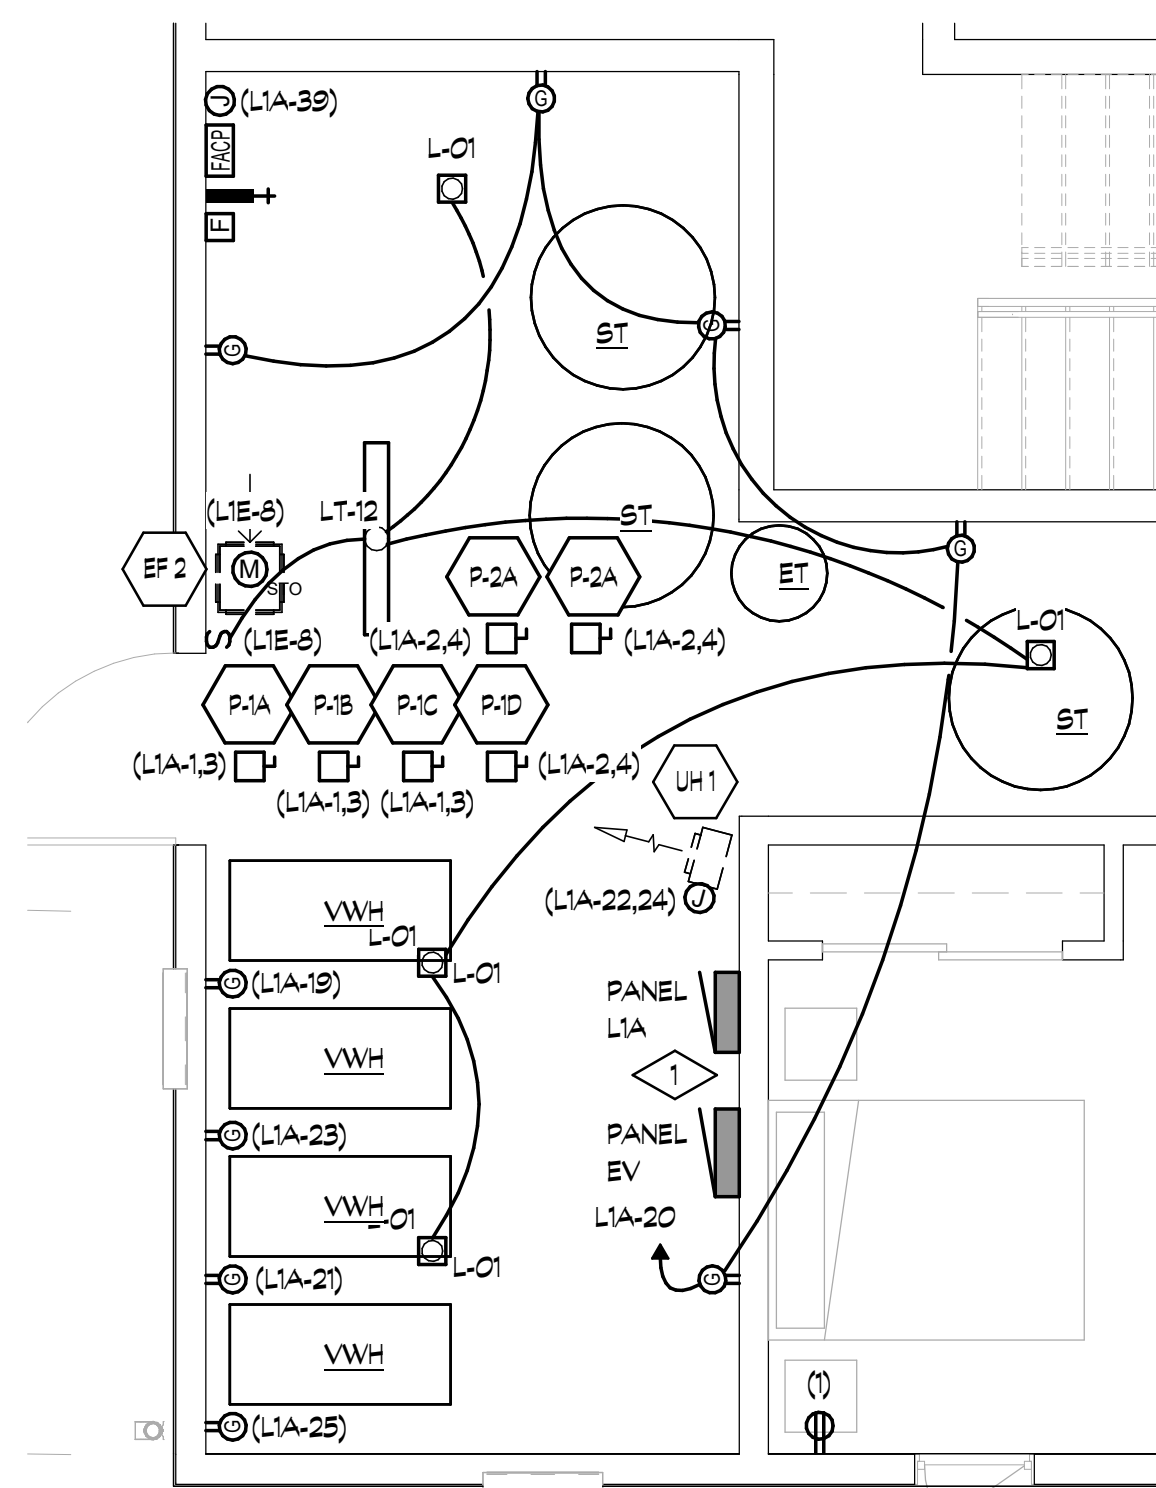 J (L1A-39)
G
FACP
L-01
F
ST
G
G
(L1E-8)
LT-12
ST
EF 2
M
STO
P-2A
P-2A
ET
G
S
(L1E-8)
(L1A-2,4)
(L1A-2,4)
L-01
P-1A
P-1B
P-1C
P-1D
ST
(L1A-1,3)
(L1A-2,4)
UH 1
(L1A-1,3)
(L1A-1,3)
(L1A-22,24)
J
VWH
L-01
L-01
G (L1A-19)
PANEL
L1A
VWH
1
G (L1A-23)
PANEL
EV
VWH
L-01
L1A-20
L-01
G (L1A-21)
G
VWH
(1)
G (L1A-25)